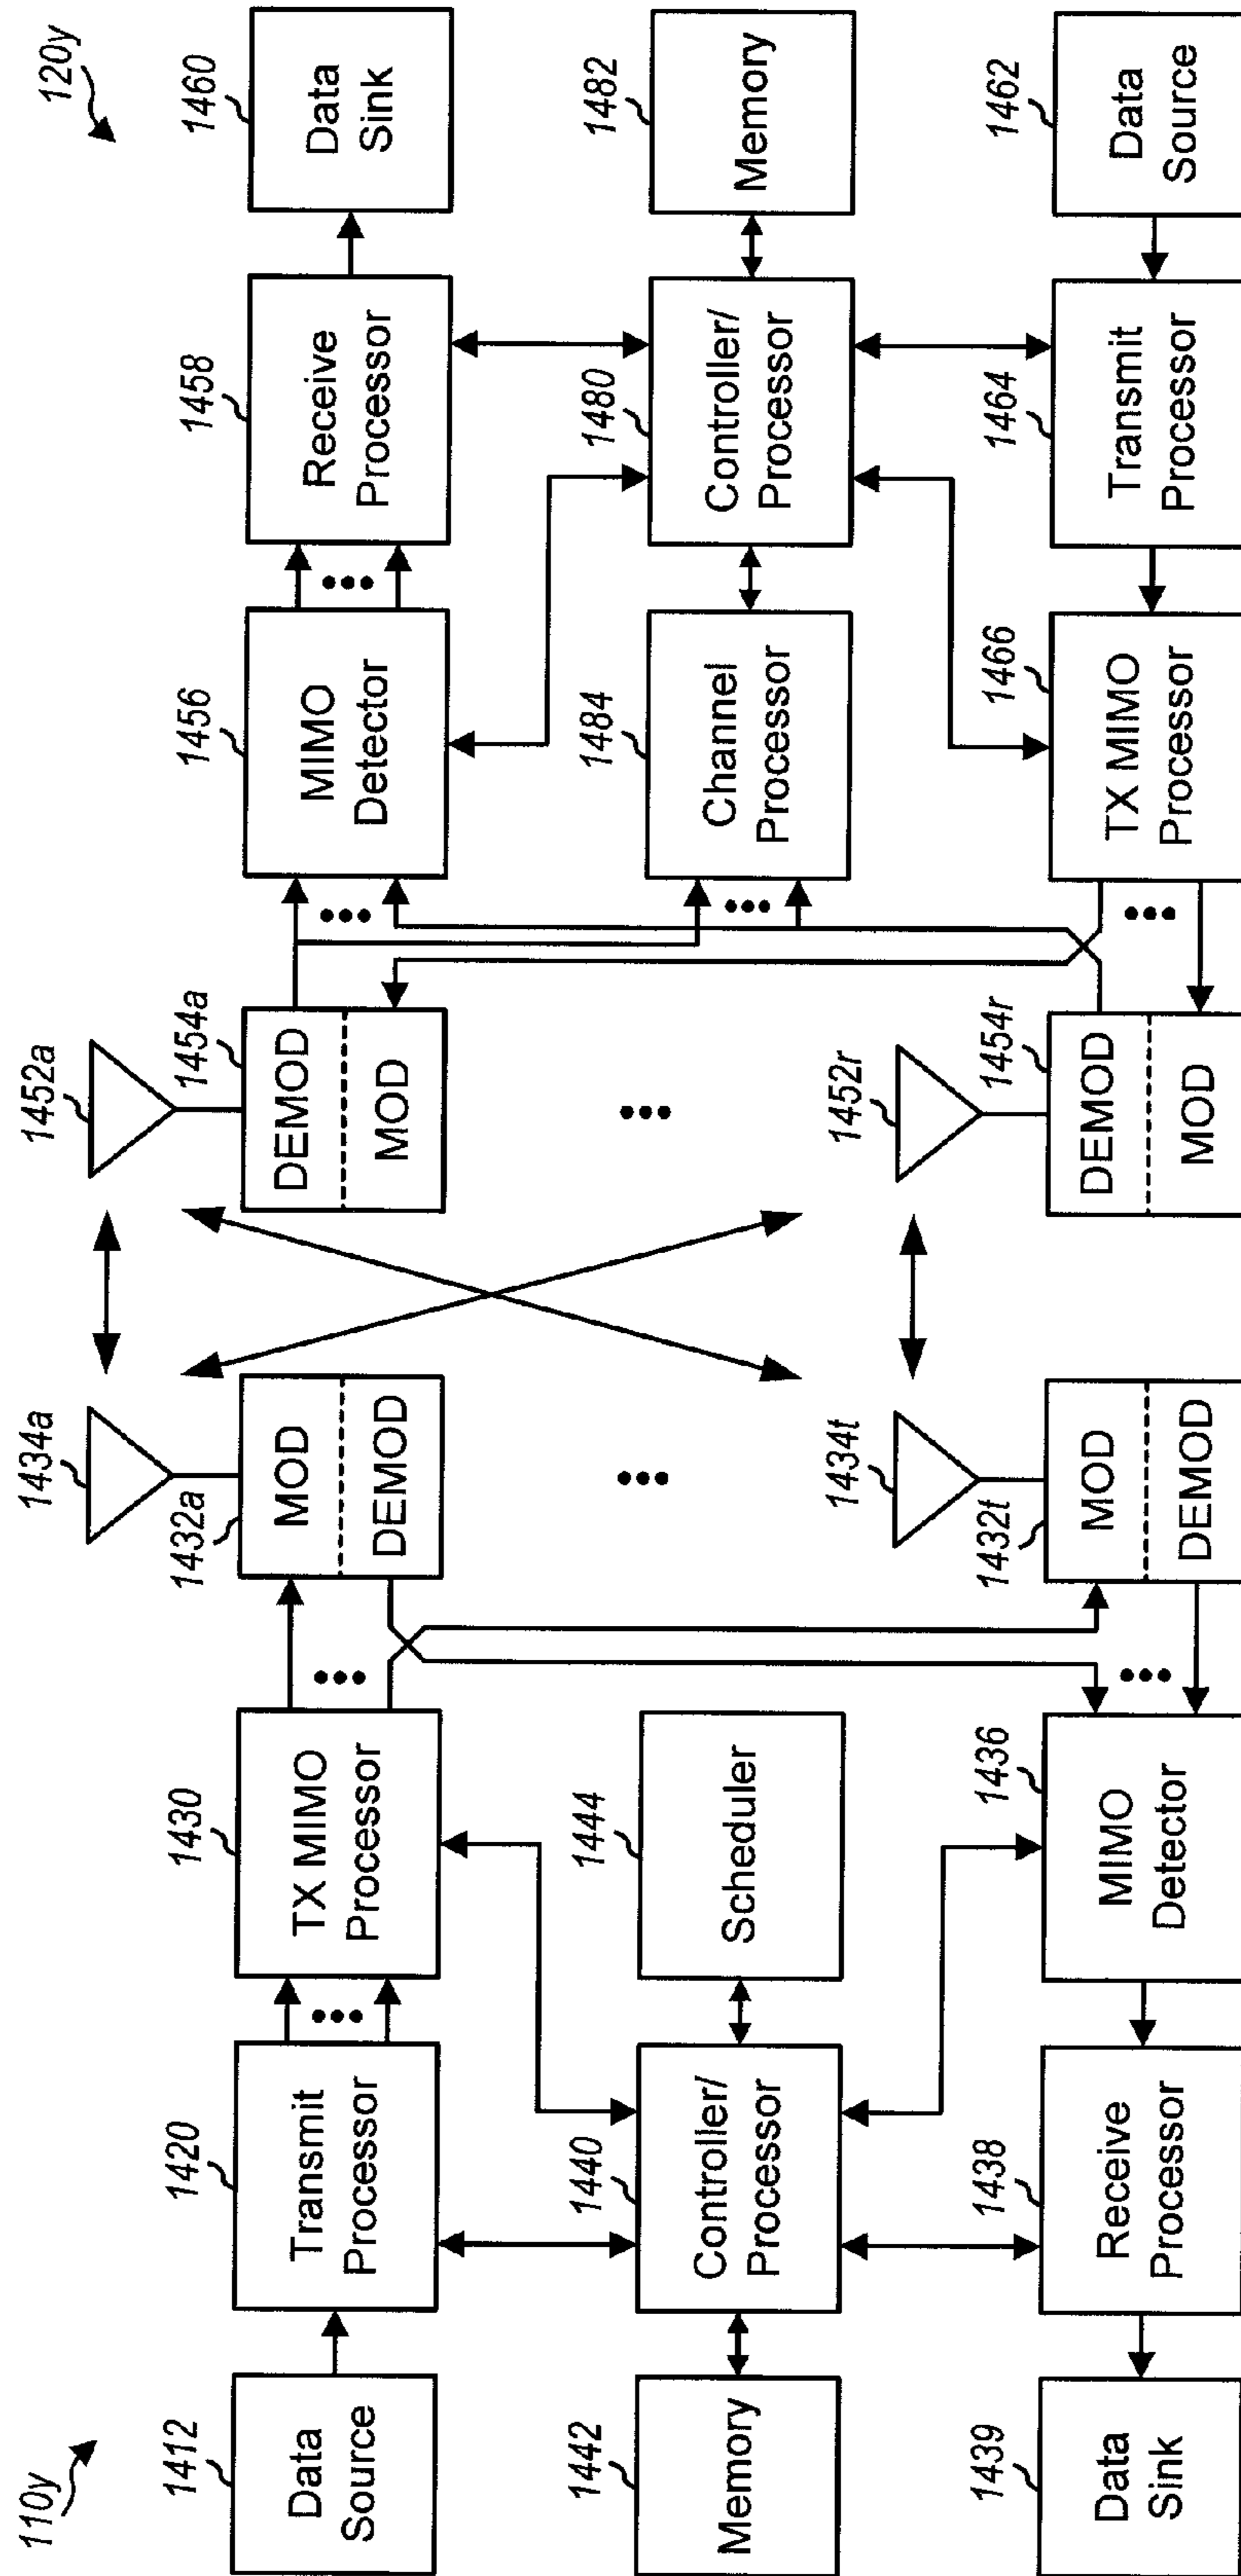 110y
120y
1412
Data
Source
1420
Transmit
Processor
1430
TX MIMO
Processor
1432a
MOD
DEMOD
1434a
1452a
1454a
DEMOD
MOD
1456
MIMO
Detector
1458
Receive
Processor
1460
Data
Sink
1442
Memory
1440
Controller/
Processor
1444
Scheduler
1484
Channel
Processor
1480
Controller/
Processor
1482
Memory
1439
Data
Sink
1438
Receive
Processor
1436
MIMO
Detector
1432t
MOD
DEMOD
1434t
1452r
1454r
DEMOD
MOD
1466
TX MIMO
Processor
1464
Transmit
Processor
1462
Data
Source